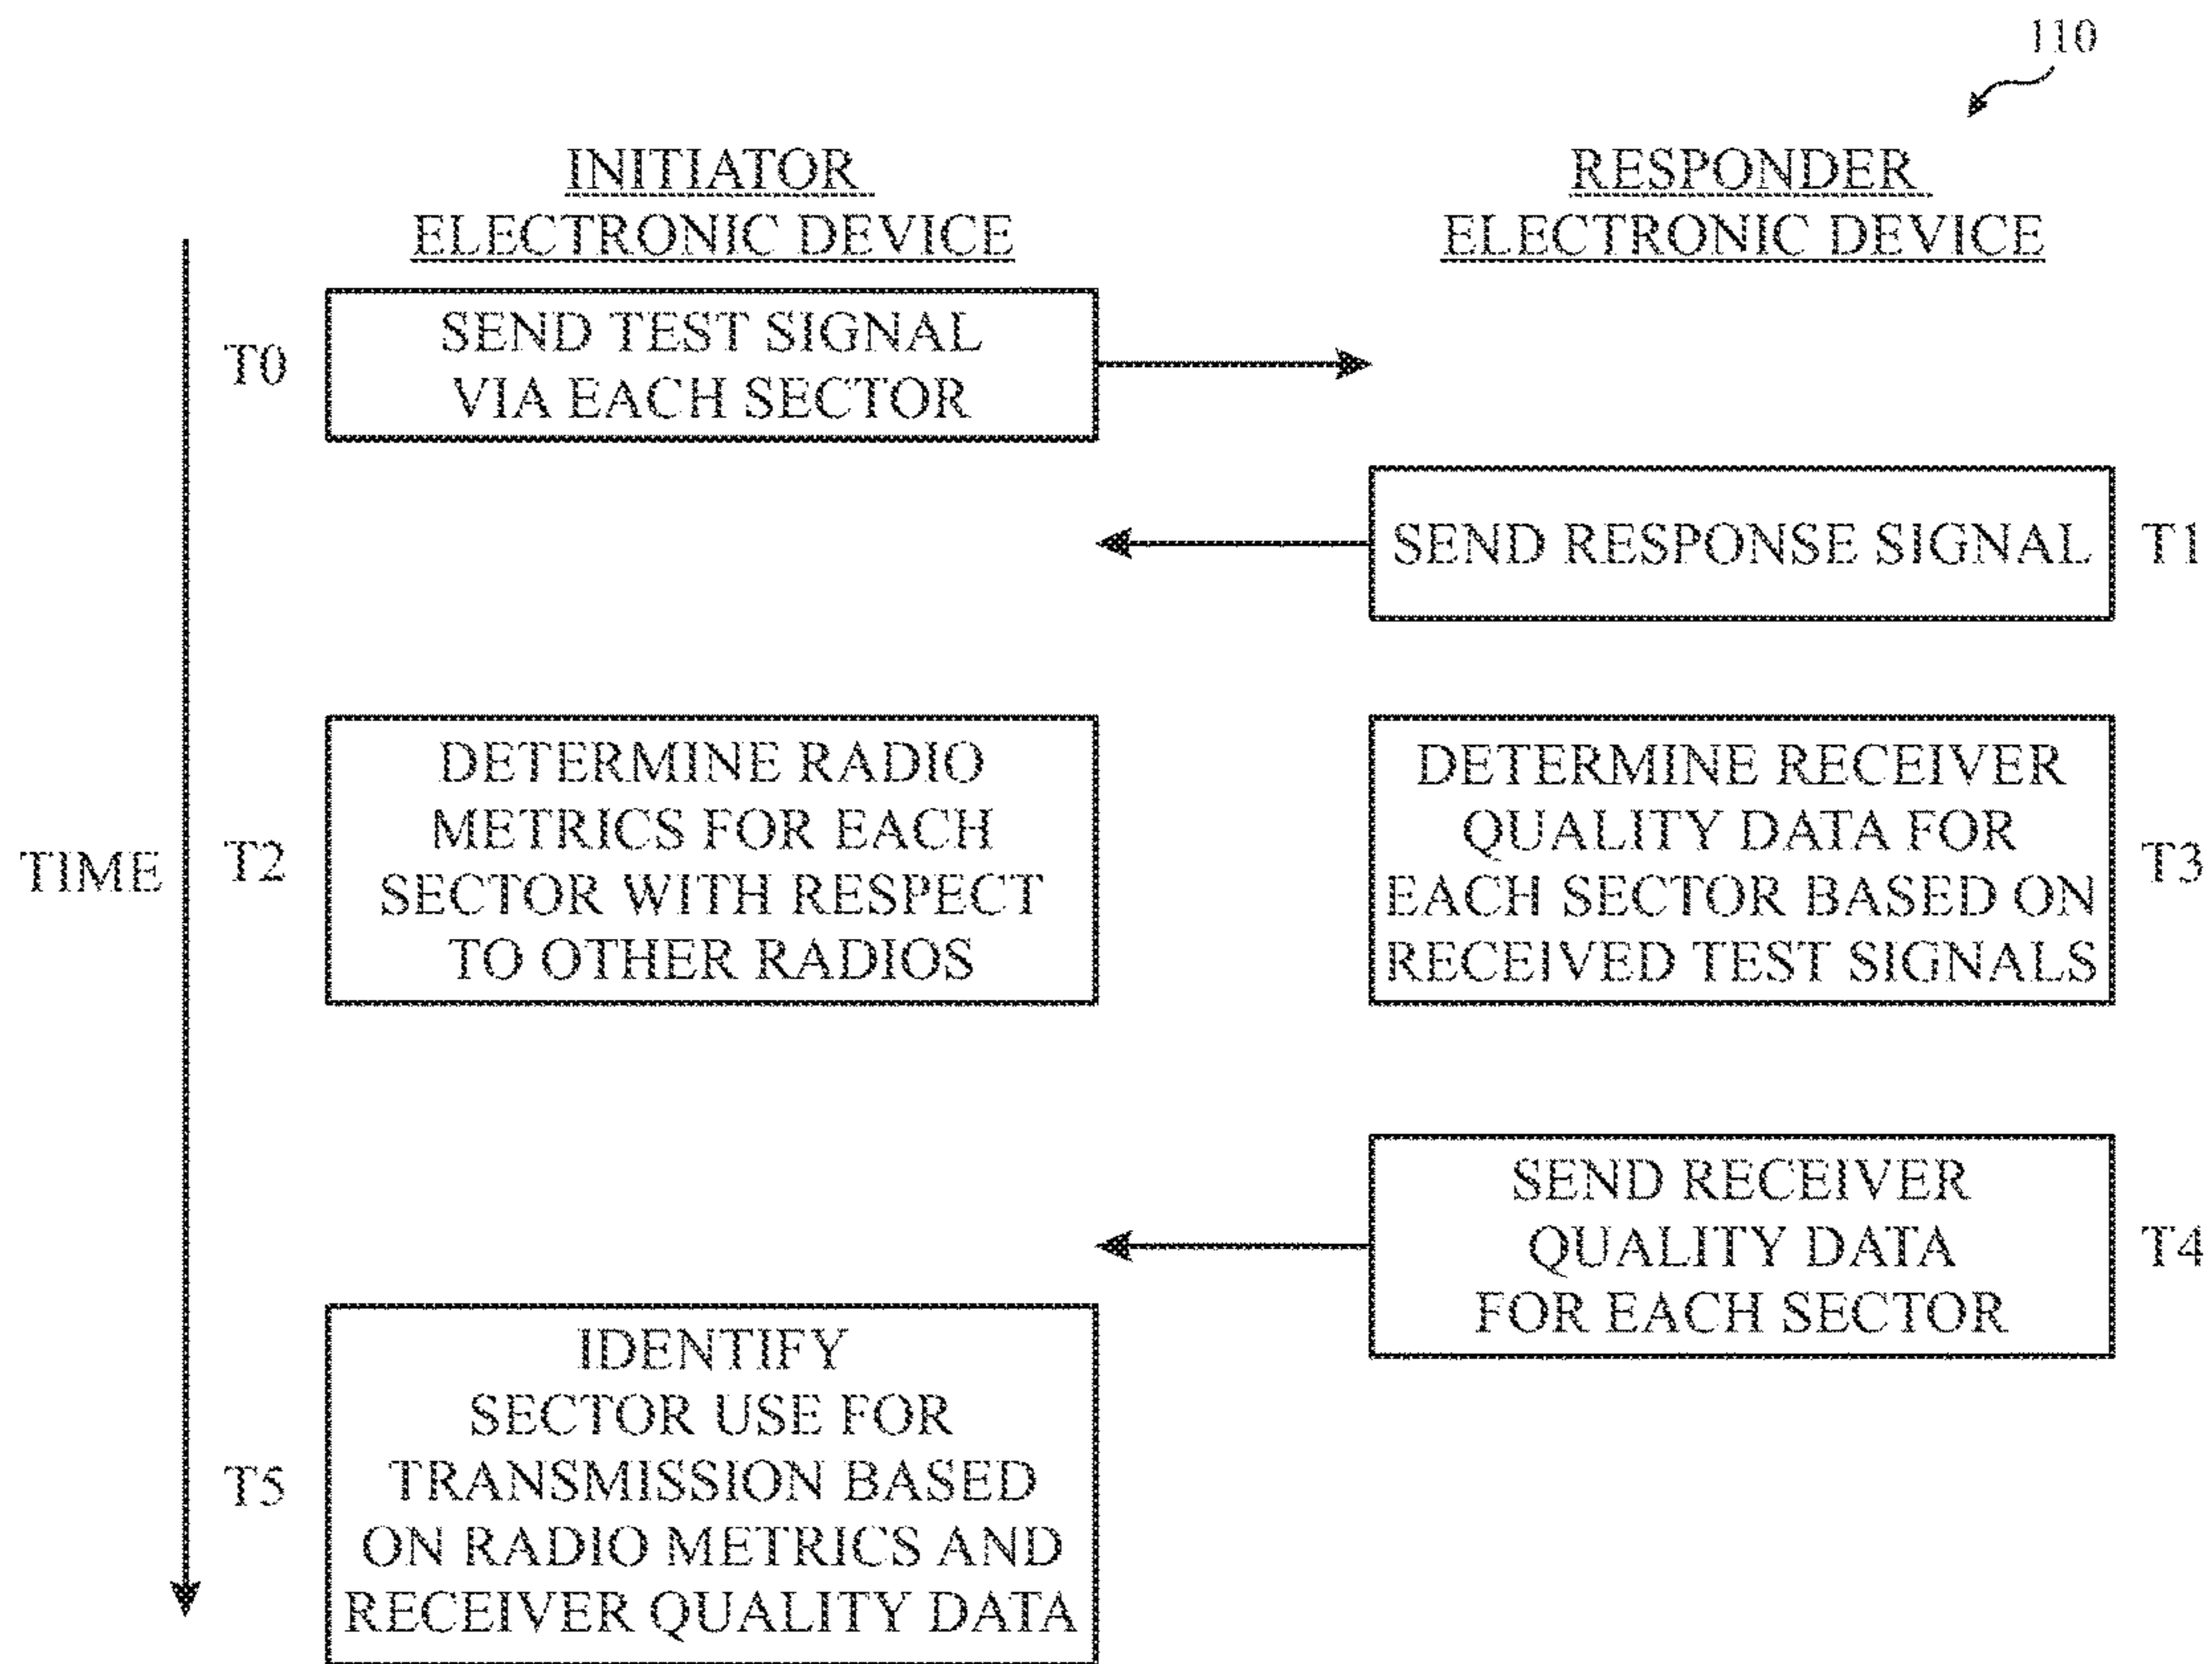 110
INITIATOR
ELECTRONIC DEVICE
RESPONDER
ELECTRONIC DEVICE
T0
SEND TEST SIGNAL
VIA EACH SECTOR
SEND RESPONSE SIGNAL
T1
TIME
T2
DETERMINE RADIO
METRICS FOR EACH
SECTOR WITH RESPECT
TO OTHER RADIOS
DETERMINE RECEIVER
QUALITY DATA FOR
EACH SECTOR BASED ON
RECEIVED TEST SIGNALS
T3
SEND RECEIVER
QUALITY DATA
FOR EACH SECTOR
T4
T5
IDENTIFY
SECTOR USE FOR
TRANSMISSION BASED
ON RADIO METRICS AND
RECEIVER QUALITY DATA